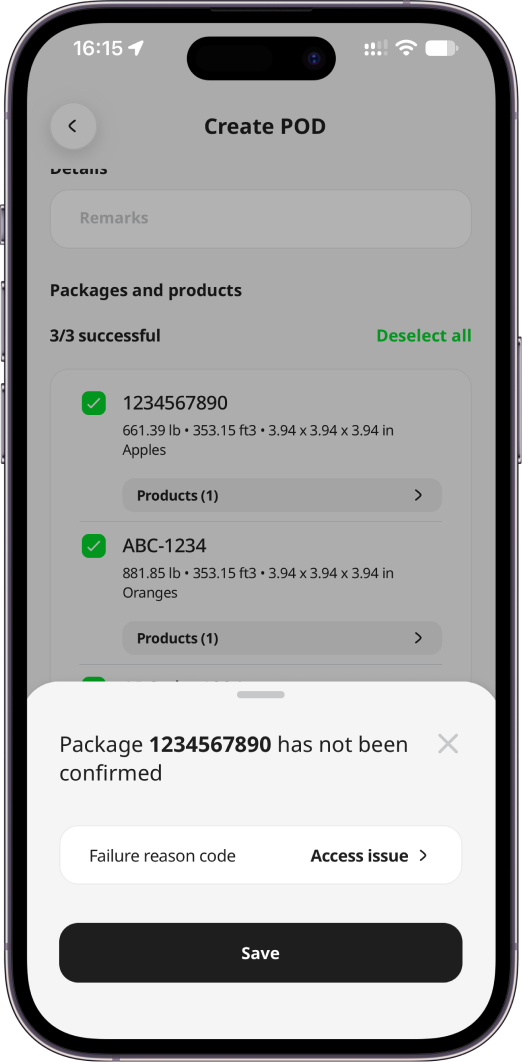 16:15
Create POD
Details
Remarks
Packages and products
3/3 successful
Deselect all
1234567890
661.39 lb • 353.15 ft3 • 3.94 x 3.94 x 3.94 in
Apples
Products (1)
ABC-1234
881.85 lb • 353.15 ft3 • 3.94 x 3.94 x 3.94 in
Oranges
Products (1)
Package 1234567890 has not been
confirmed
Failure reason code
Access issue
Save